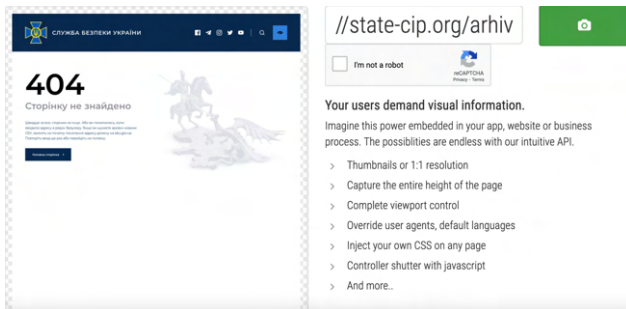 СЛУЖБА БЕЗПЕКИ УКРАЇНИ
404
Сторінку не знайдено
Головна сторінка
//state-cip.org/arhiv
I'm not a robot
reCAPTCHA
Privacy - Terms
Your users demand visual information.
Imagine this power embedded in your app, website or business
process. The possiblities are endless with our intuitive API.
> Thumbnails or 1:1 resolution
> Capture the entire height of the page
> Complete viewport control
> Override user agents, default languages
> Inject your own CSS on any page
> Controller shutter with javascript
> And more..